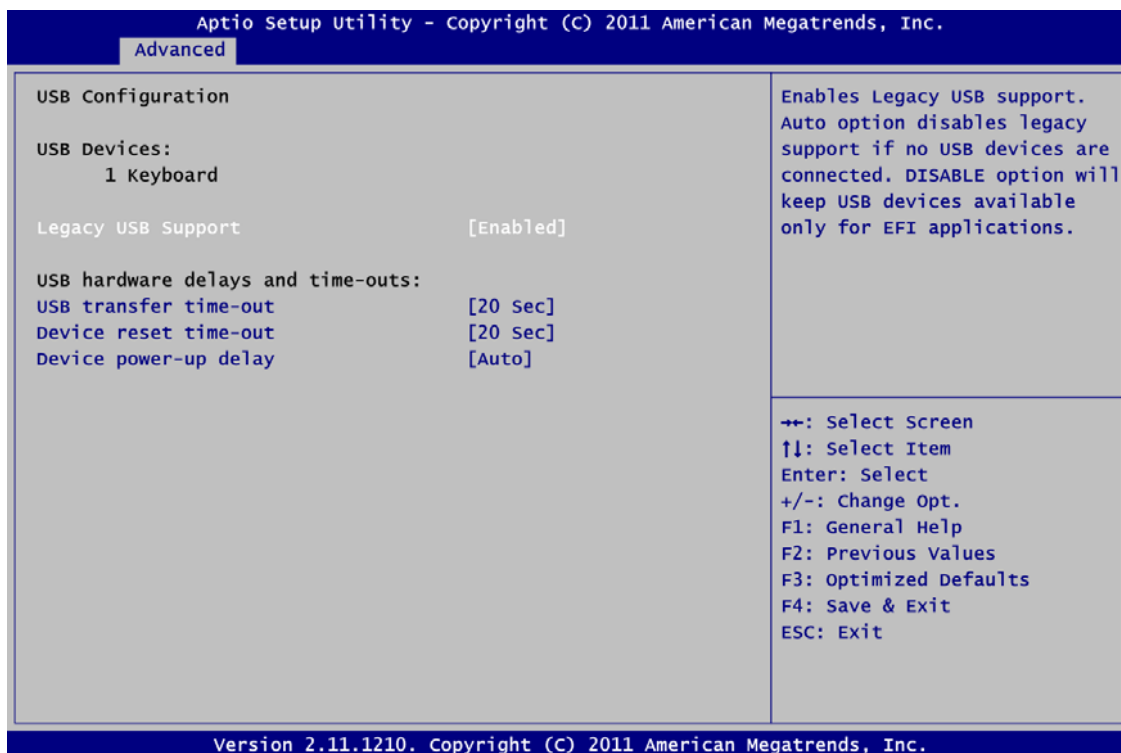 Aptio Setup Utility - Copyright (C) 2011 American Megatrends, Inc.
Advanced
USB Configuration
USB Devices:
1 Keyboard
Legacy USB Support [Enabled]
USB hardware delays and time-outs:
USB transfer time-out [20 Sec]
Device reset time-out [20 Sec]
Device power-up delay [Auto]
Enables Legacy USB support.
Auto option disables legacy
support if no USB devices are
connected. DISABLE option will
keep USB devices available
only for EFI applications.
→←: Select Screen
↑↓: Select Item
Enter: Select
+/-: Change Opt.
F1: General Help
F2: Previous Values
F3: Optimized Defaults
F4: Save & Exit
ESC: Exit
Version 2.11.1210. Copyright (C) 2011 American Megatrends, Inc.